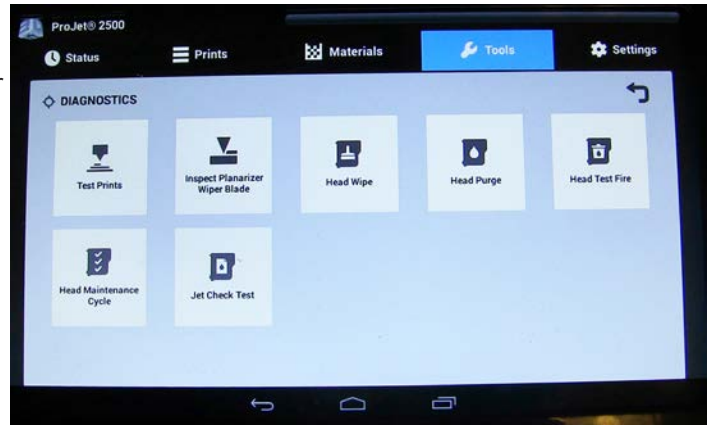 ProJet® 2500
Status
Prints
Materials
Tools
Settings
DIAGNOSTICS
Test Prints
Inspect Planarizer
Wiper Blade
Head Wipe
Head Purge
Head Test Fire
Head Maintenance
Cycle
Jet Check Test